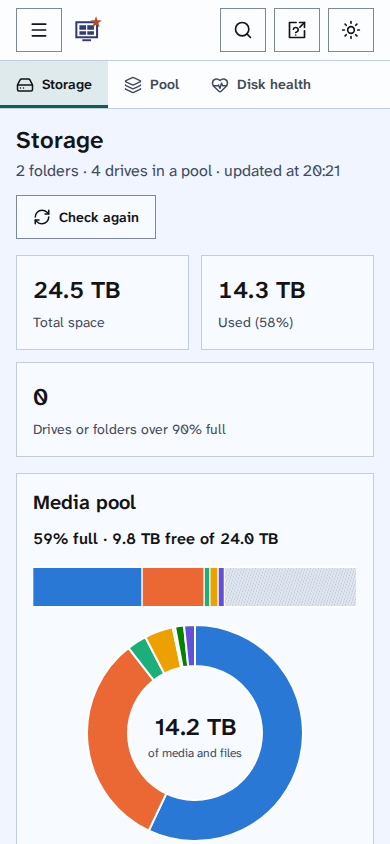 Storage
Pool
Disk health
Storage
2 folders · 4 drives in a pool · updated at 20:21
Check again
24.5 TB
Total space
14.3 TB
Used (58%)
0
Drives or folders over 90% full
Media pool
59% full · 9.8 TB free of 24.0 TB
14.2 TB
of media and files